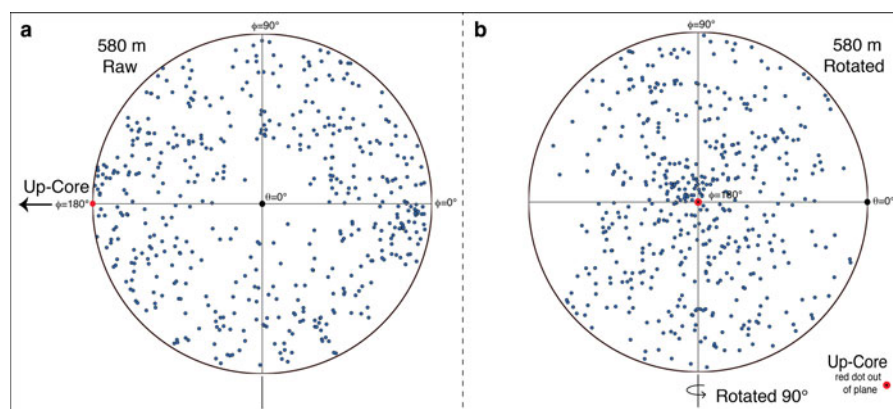 a
580 m
Raw
ϕ=90°
Up-Core
ϕ=180°
θ=0°
ϕ=0°
b
ϕ=90°
580 m
Rotated
ϕ=180°
θ=0°
Up-Core
red dot out
of plane
Rotated 90°